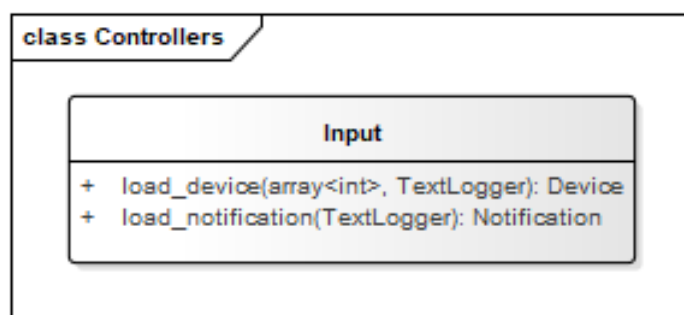 class Controllers
Input
+ load_device(array<int>, TextLogger): Device
+ load_notification(TextLogger): Notification